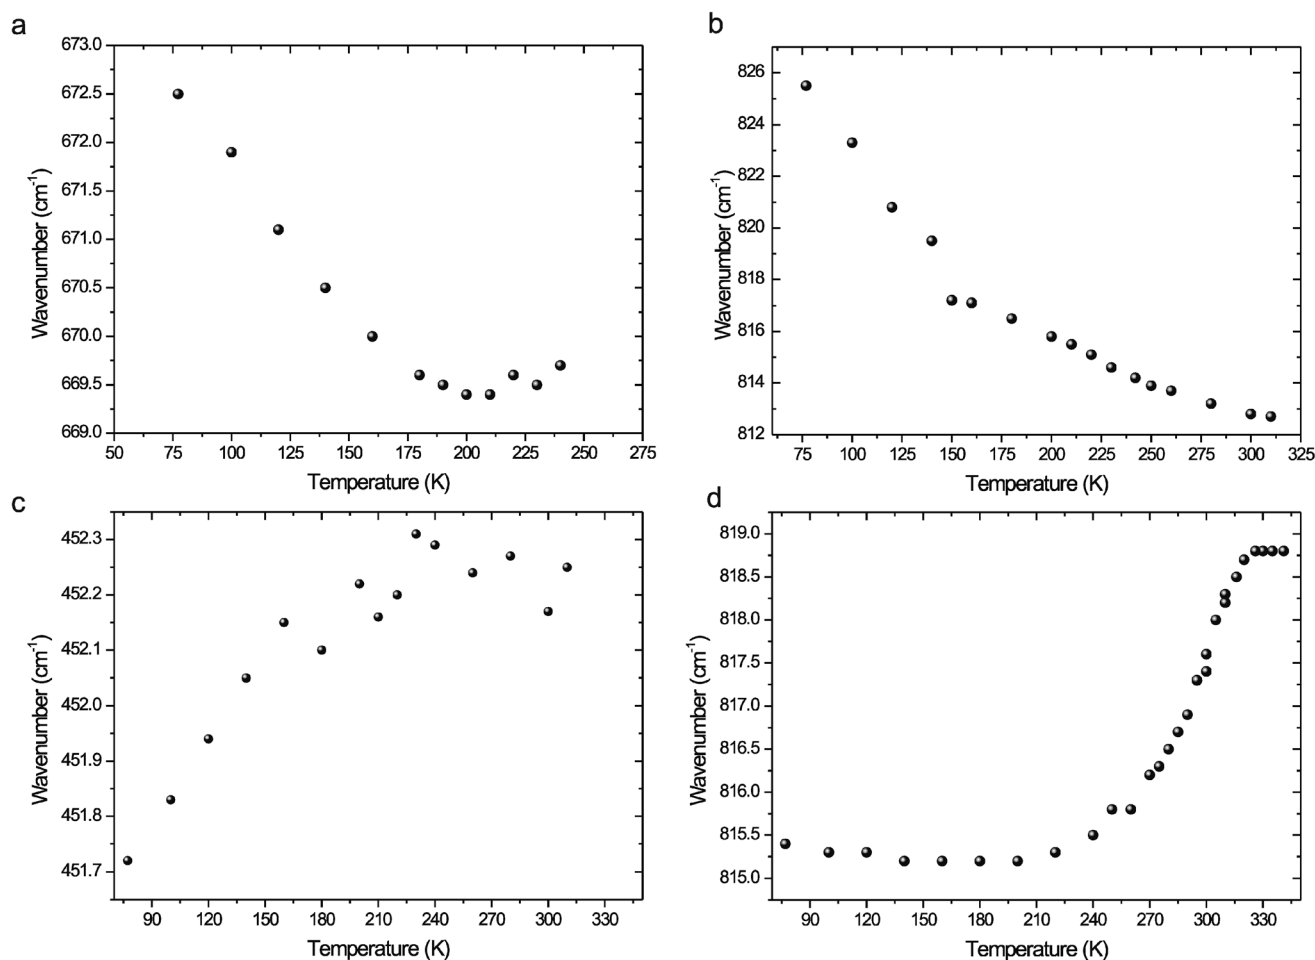 a
673.0
672.5
672.0
671.5
671.0
670.5
670.0
669.5
669.0
Wavenumber (cm-1)
50 75 100 125 150 175 200 225 250 275
Temperature (K)
b
826
824
822
820
818
816
814
812
Wavenumber (cm-1)
75 100 125 150 175 200 225 250 275 300 325
Temperature (K)
c
452.3
452.2
452.1
452.0
451.9
451.8
451.7
Wavenumber (cm-1)
90 120 150 180 210 240 270 300 330
Temperature (K)
d
819.0
818.5
818.0
817.5
817.0
816.5
816.0
815.5
815.0
Wavenumber (cm-1)
90 120 150 180 210 240 270 300 330
Temperature (K)